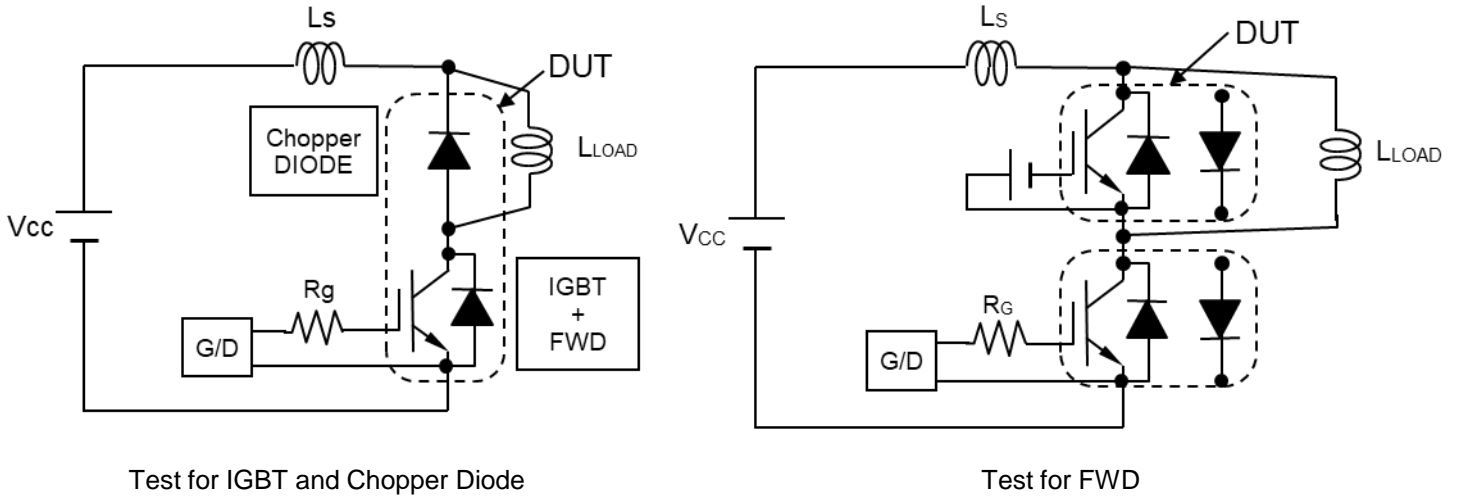 Ls
DUT
Chopper
DIODE
LLOAD
Vcc
Rg
G/D
IGBT
+
FWD
Test for IGBT and Chopper Diode
LS
DUT
LLOAD
VCC
RG
G/D
Test for FWD